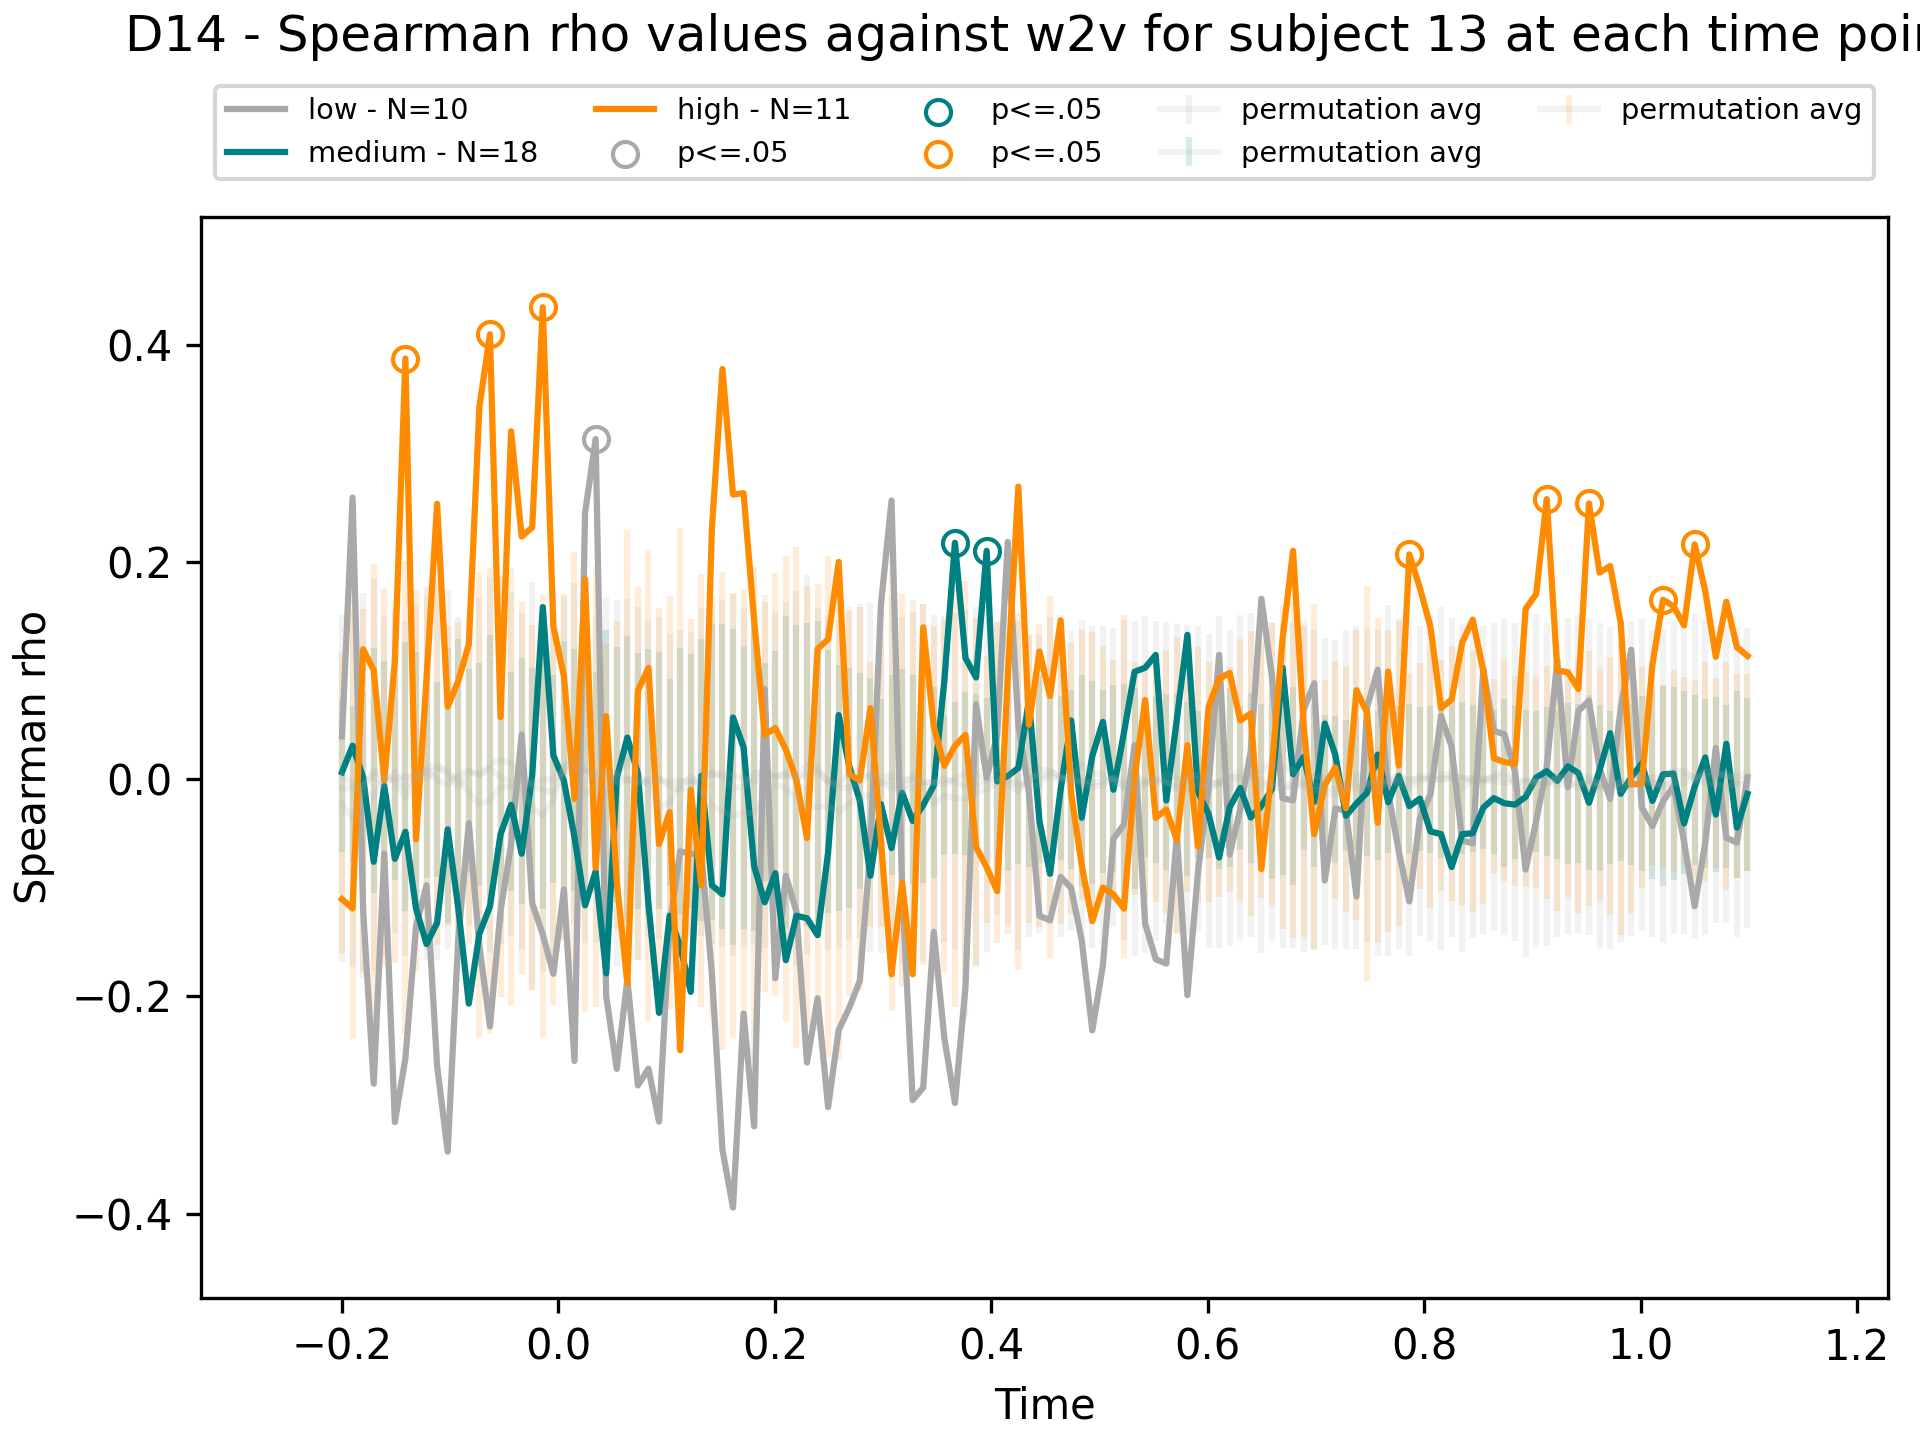 D14 - Spearman rho values against w2v for subject 13 at each time poi
low - N=10
medium - N=18
high - N=11
p<=.05
p<=.05
p<=.05
permutation avg
permutation avg
permutation avg
Spearman rho
0.4
0.2
0.0
−0.2
−0.4
−0.2 0.0 0.2 0.4 0.6 0.8 1.0 1.2
Time